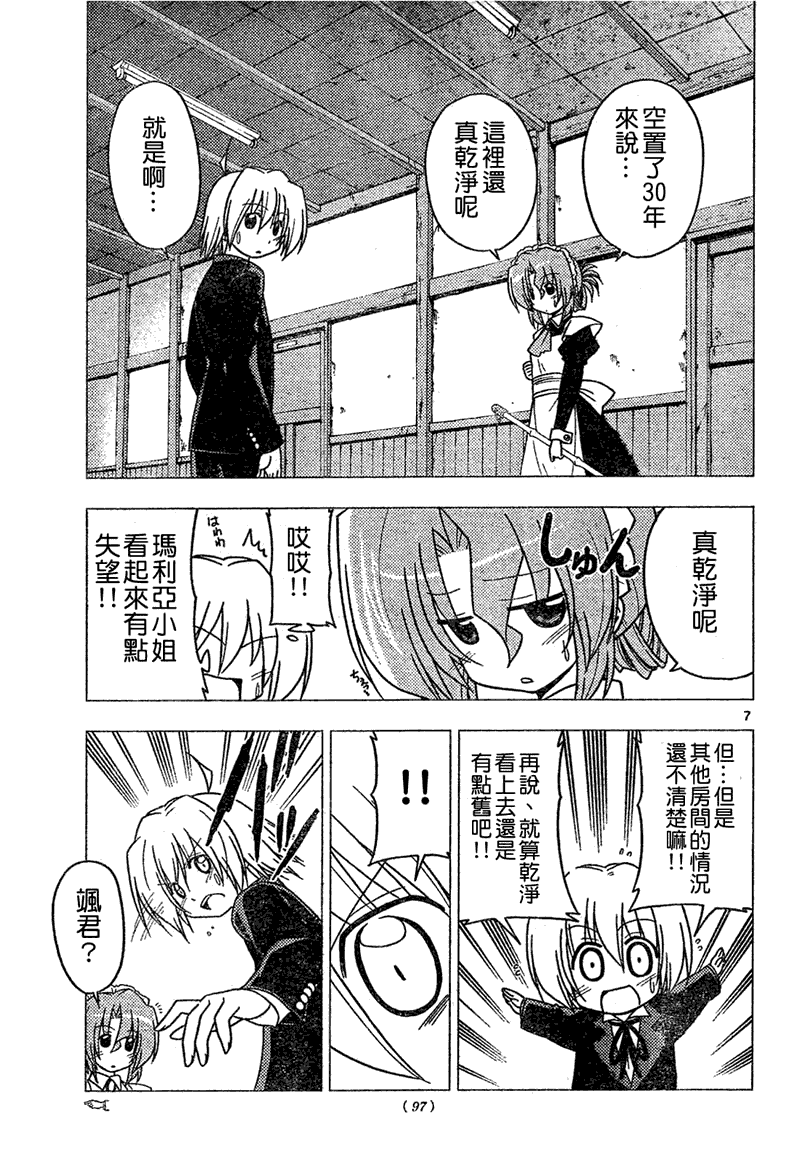 空置了30年
來說…
這裡還
真乾淨呢
就是啊…
真乾淨呢
しゅん
哎哎!!
はわわ
瑪利亞小姐
看起來有點
失望!!
7
但…但是
其他房間的情況
還不清楚嘛!!
再說、就算乾淨
看上去還是
有點舊吧!!
!!
颯君?
(97)